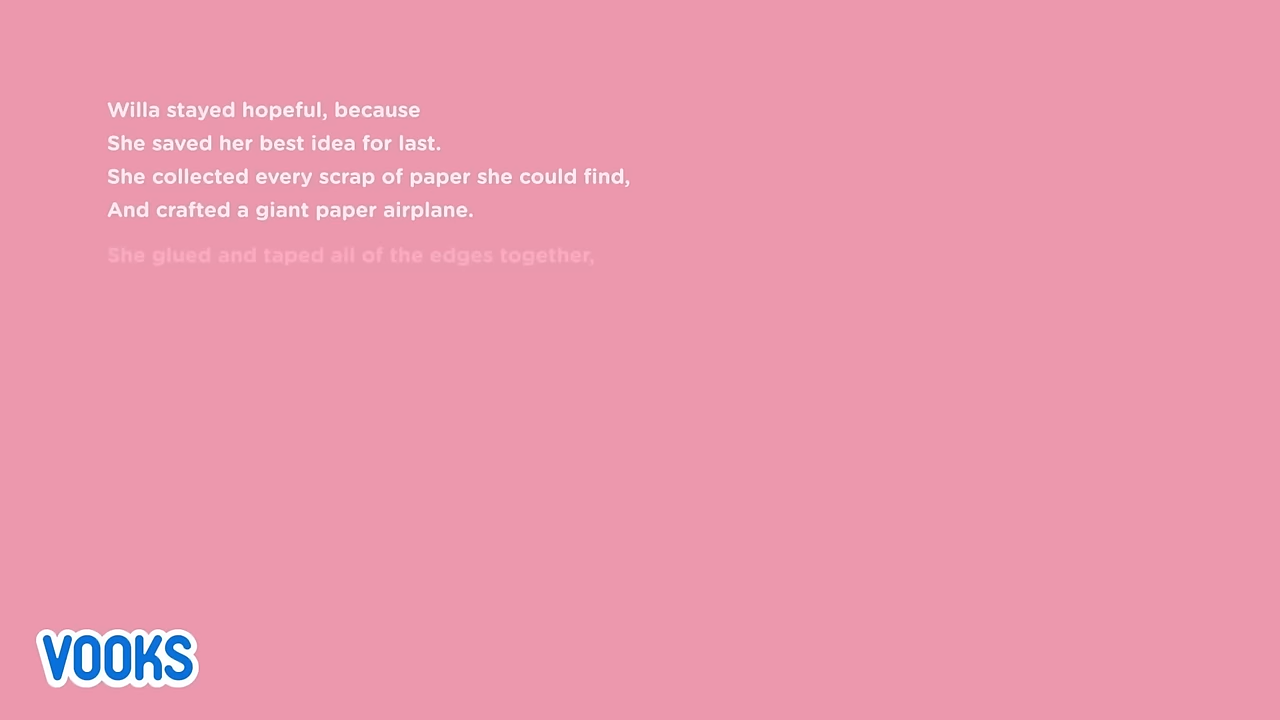 Willa stayed hopeful, because
She saved her best idea for last.
She collected every scrap of paper she could find,
And crafted a giant paper airplane.
She glued and taped all of the edges together,
VOOKS